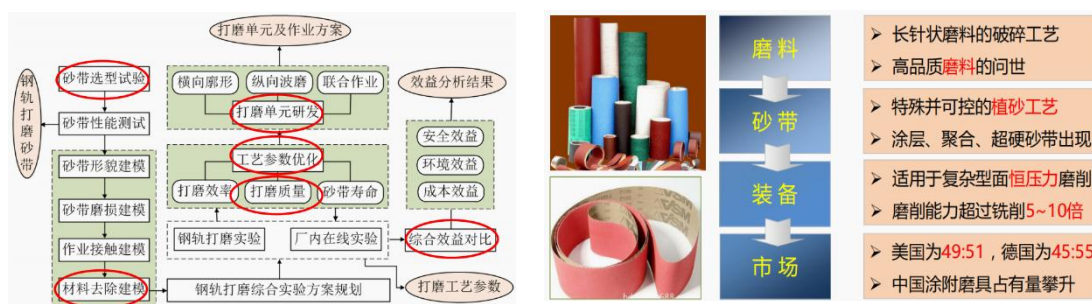 打磨单元及作业方案
横向廓形
纵向波磨
联合作业
打磨单元研发
砂带选型试验
钢轨打磨砂带
砂带性能测试
砂带形貌建模
砂带磨损建模
作业接触建模
材料去除建模
工艺参数优化
打磨效率
打磨质量
砂带寿命
钢轨打磨实验
厂内在线实验
钢轨打磨综合实验方案规划
效益分析结果
安全效益
环境效益
成本效益
综合效益对比
打磨工艺参数
磨料
长针状磨料的破碎工艺
高品质磨料的问世
砂带
特殊并可控的植砂工艺
涂层、聚合、超硬砂带出现
装备
适用于复杂型面恒压力磨削
磨削能力超过铣削5~10倍
市场
美国为49:51，德国为45:55
中国涂附磨具占有量攀升